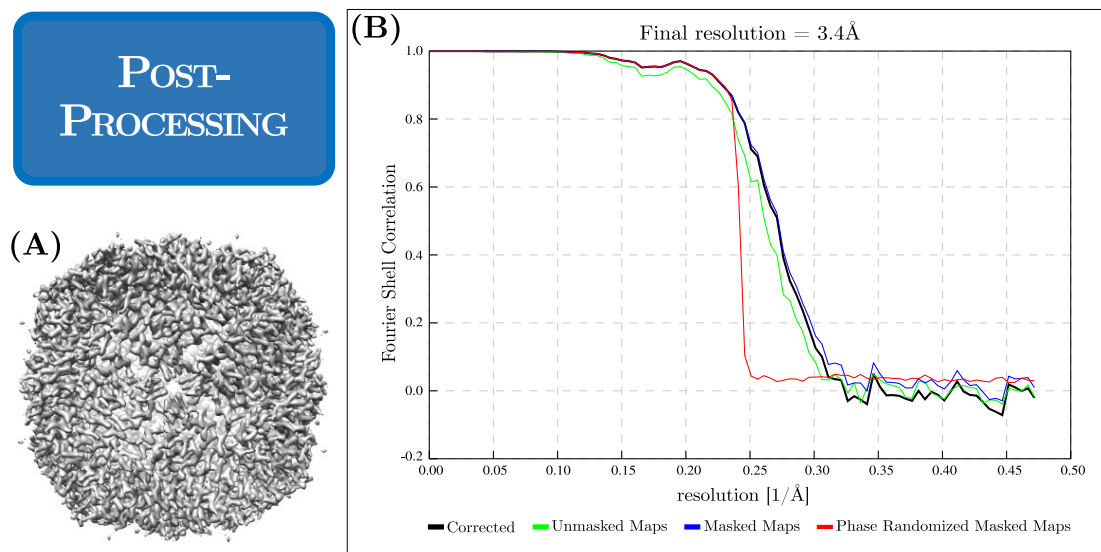 POST-
PROCESSING
(A)
(B)
Final resolution = 3.4Å
Fourier Shell Correlation
1.0
0.8
0.6
0.4
0.2
0.0
-0.2
0.00 0.05 0.10 0.15 0.20 0.25 0.30 0.35 0.40 0.45 0.50
resolution [1/Å]
Corrected Unmasked Maps Masked Maps Phase Randomized Masked Maps